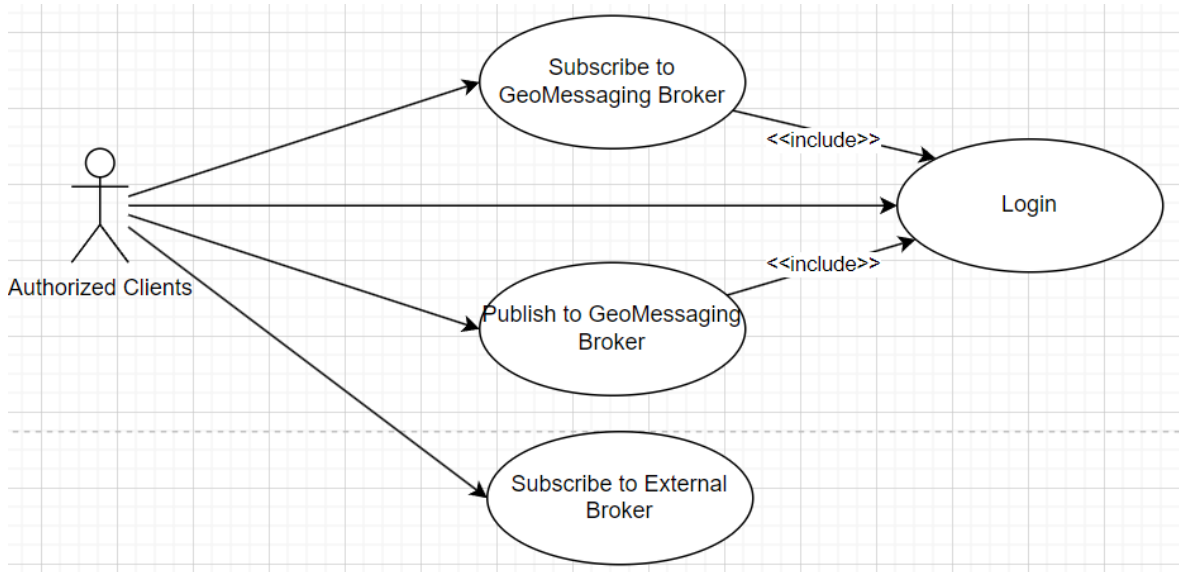 Subscribe to
GeoMessaging Broker
<<include>>
Login
Authorized Clients
<<include>>
Publish to GeoMessaging
Broker
Subscribe to External
Broker